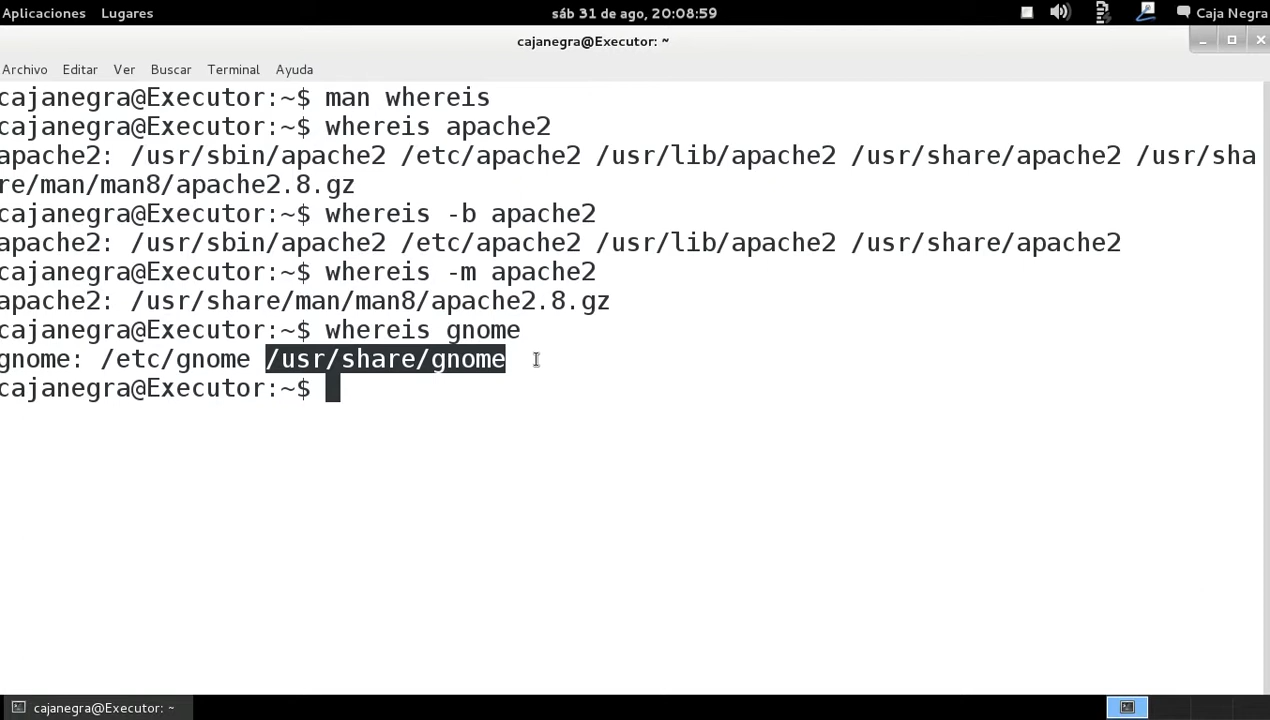 Aplicaciones Lugares sáb 31 de ago, 20:08:59 Caja Negra
cajanegra@Executor: ~
Archivo Editar Ver Buscar Terminal Ayuda
cajanegra@Executor:~$ man whereis
cajanegra@Executor:~$ whereis apache2
apache2: /usr/sbin/apache2 /etc/apache2 /usr/lib/apache2 /usr/share/apache2 /usr/sha
re/man/man8/apache2.8.gz
cajanegra@Executor:~$ whereis -b apache2
apache2: /usr/sbin/apache2 /etc/apache2 /usr/lib/apache2 /usr/share/apache2
cajanegra@Executor:~$ whereis -m apache2
apache2: /usr/share/man/man8/apache2.8.gz
cajanegra@Executor:~$ whereis gnome
gnome: /etc/gnome /usr/share/gnome
cajanegra@Executor:~$
cajanegra@Executor: ~